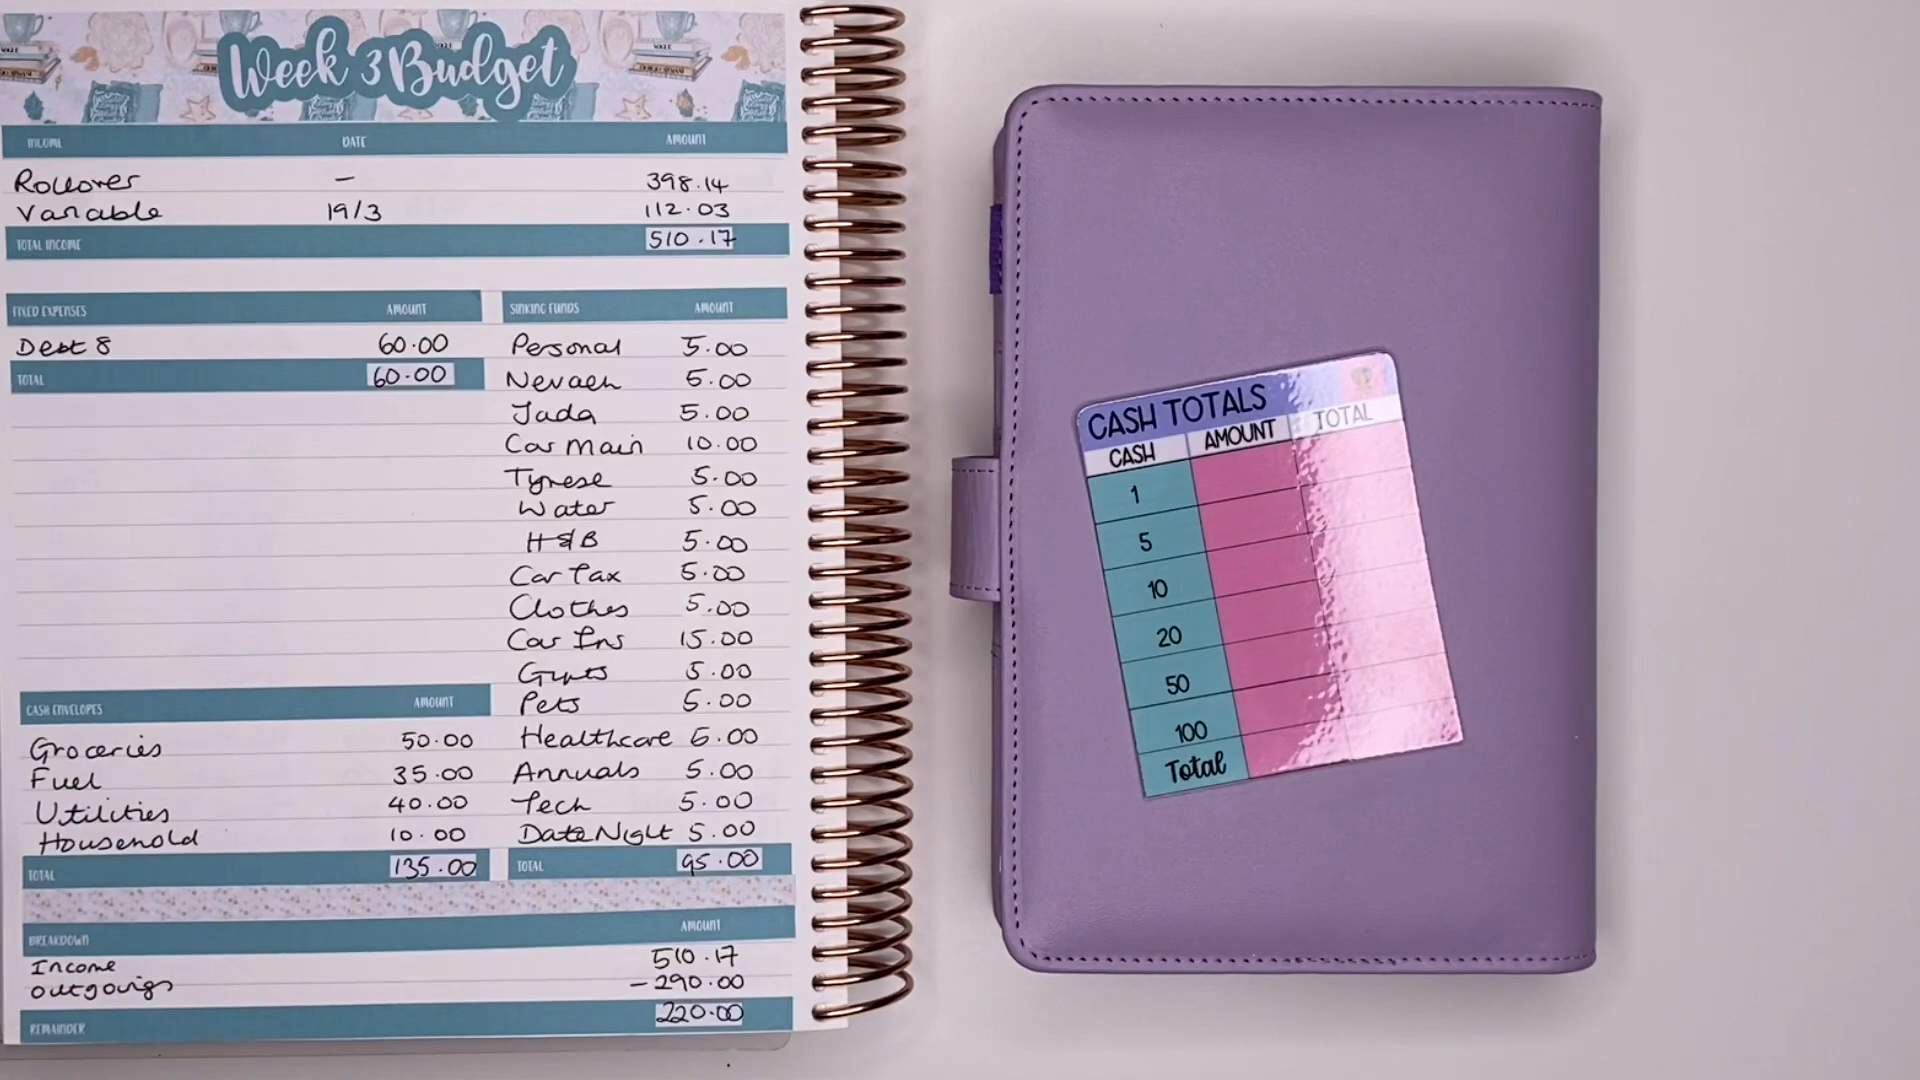 Week 3 Budget
INCOME DATE AMOUNT
Rollover – 398.14
Variable 19/3 112.03
TOTAL INCOME 510.17
FIXED EXPENSES AMOUNT
Debt 8 60.00
TOTAL 60.00
SINKING FUNDS AMOUNT
Personal 5.00
Nevaeh 5.00
Jada 5.00
Car Main 10.00
Tyrese 5.00
Water 5.00
H&B 5.00
Car Tax 5.00
Clothes 5.00
Car Ins 15.00
Gifts 5.00
Pets 5.00
Healthcare 5.00
Annuals 5.00
Tech 5.00
Date Night 5.00
TOTAL 95.00
CASH ENVELOPES AMOUNT
Groceries 50.00
Fuel 35.00
Utilities 40.00
Household 10.00
TOTAL 135.00
BREAKDOWN AMOUNT
Income 510.17
Outgoings – 290.00
REMAINDER 220.00
CASH TOTALS
CASH AMOUNT TOTAL
1
5
10
20
50
100
Total